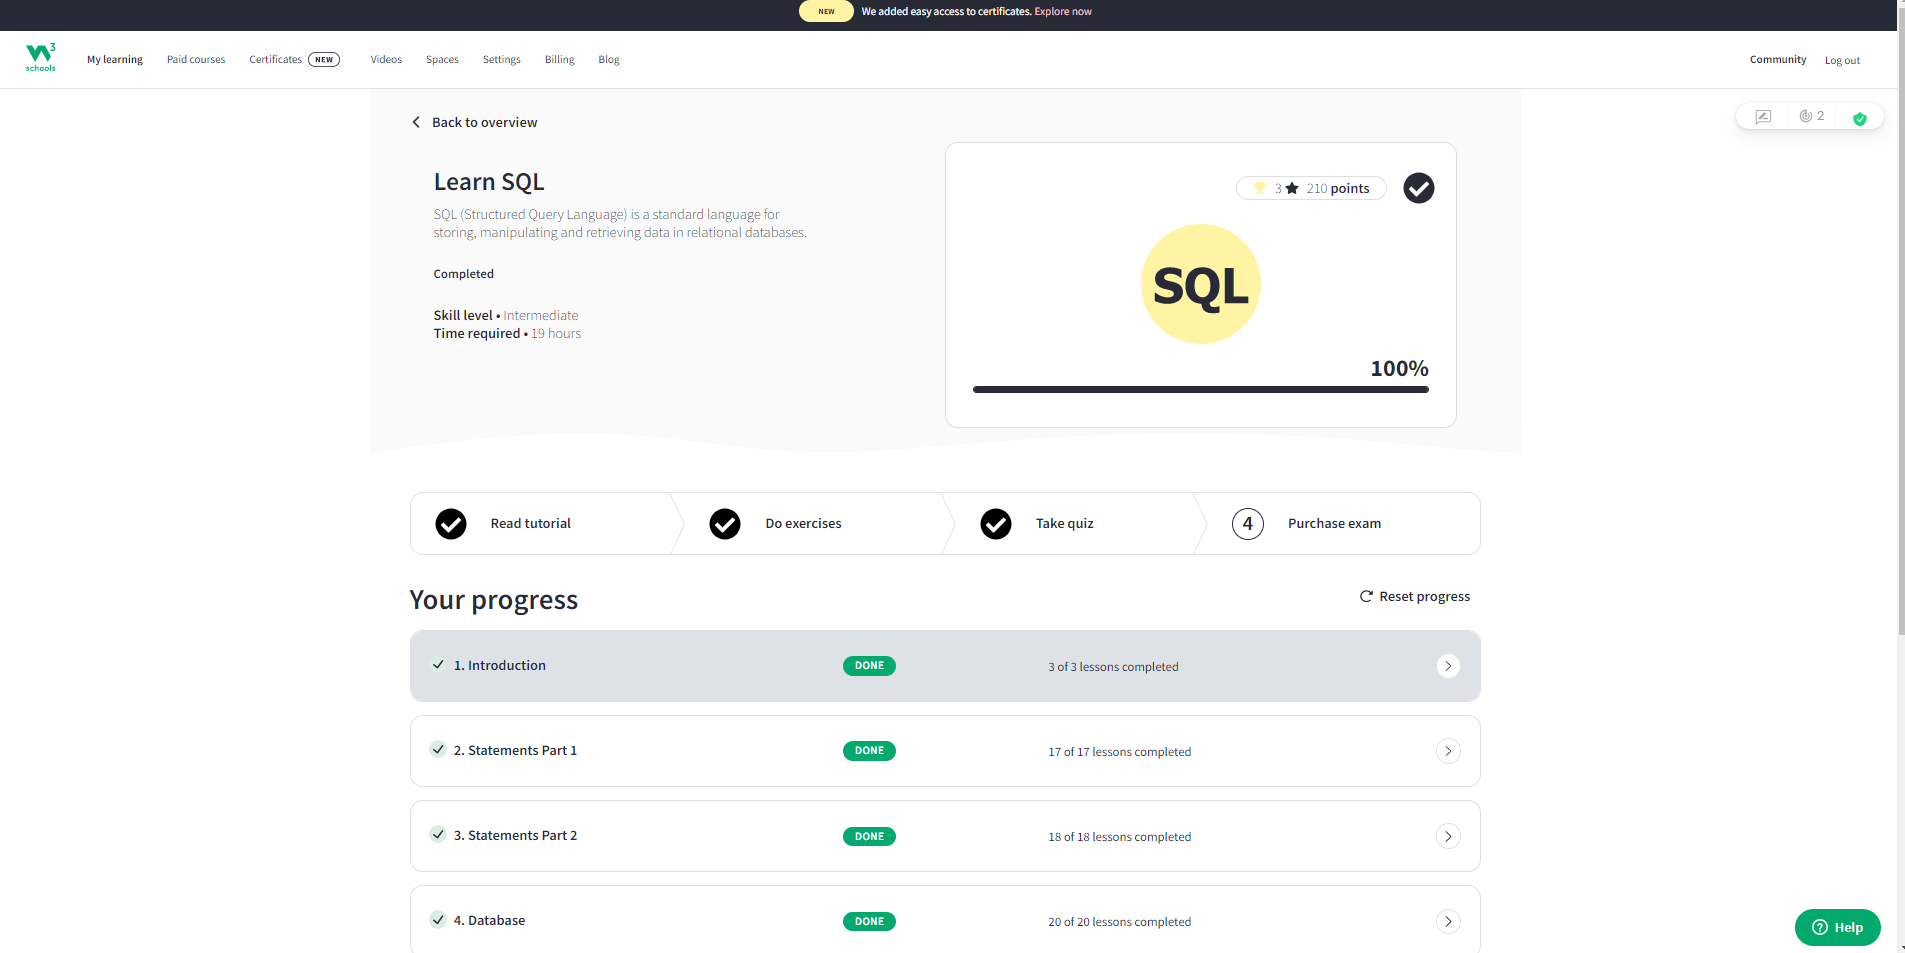 NEW We added easy access to certificates. Explore now
W3 schools My learning Paid courses Certificates NEW Videos Spaces Settings Billing Blog Community Log out
Back to overview
2
Learn SQL
SQL (Structured Query Language) is a standard language for
storing, manipulating and retrieving data in relational databases.
Completed
Skill level • Intermediate
Time required • 19 hours
3 210 points
SQL
100%
Read tutorial Do exercises Take quiz 4 Purchase exam
Your progress Reset progress
1. Introduction DONE 3 of 3 lessons completed
2. Statements Part 1 DONE 17 of 17 lessons completed
3. Statements Part 2 DONE 18 of 18 lessons completed
4. Database DONE 20 of 20 lessons completed
Help